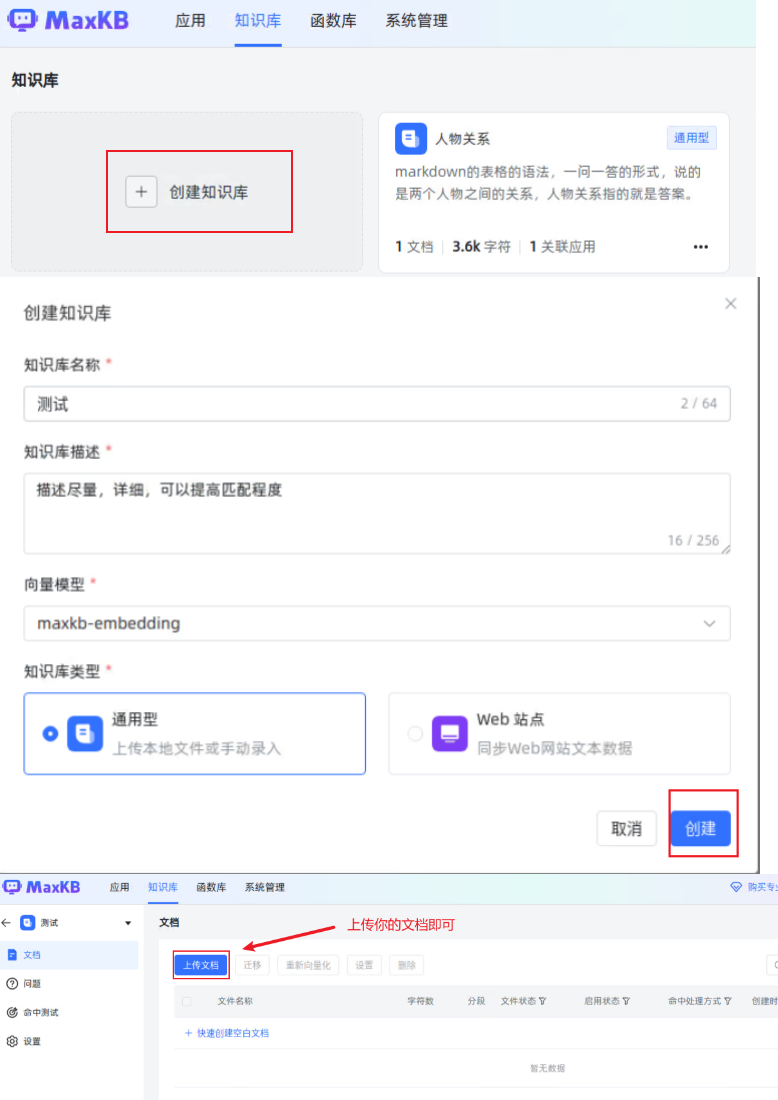 MaxKB 应用 知识库 函数库 系统管理
知识库
创建知识库
人物关系 通用型
markdown的表格的语法，一问一答的形式，说的
是两个人物之间的关系，人物关系指的就是答案。
1 文档 3.6k 字符 1 关联应用
创建知识库
知识库名称 *
测试 2 / 64
知识库描述 *
描述尽量，详细，可以提高匹配程度
16 / 256
向量模型 *
maxkb-embedding
知识库类型 *
通用型
上传本地文件或手动录入
Web 站点
同步Web网站文本数据
取消 创建
MaxKB 应用 知识库 函数库 系统管理 购买专业
测试
文档
问题
命中测试
设置
文档
上传你的文档即可
上传文档 迁移 重新向量化 设置 删除
文件名称 字符数 分段 文件状态 启用状态 命中处理方式 创建时
+ 快速创建空白文档
暂无数据